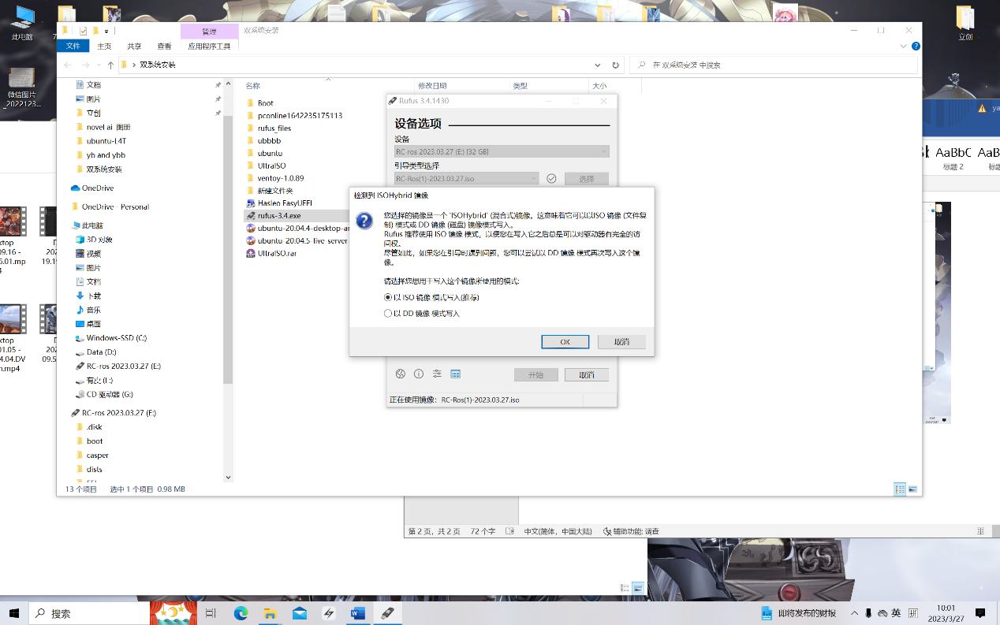 此电脑
立创
微信图片
_2022123...
管理
双系统安装
文件
主页
共享
查看
应用程序工具
双系统安装
在 双系统安装 中搜索
文档
图片
立创
novel ai 图册
ubuntu-L4T
yb and ybb
双系统安装
OneDrive
OneDrive - Personal
此电脑
3D 对象
视频
图片
文档
下载
音乐
桌面
Windows-SSD (C:)
Data (D:)
RC-ros 2023.03.27 (E:)
CD 驱动器 (G:)
RC-ros 2023.03.27 (E:)
.disk
boot
casper
dists
名称
修改日期
类型
大小
Boot
pconline1642235175113
rufus_files
ubbbb
ubuntu
UltraISO
ventoy-1.0.89
新建文件夹
Hasleo EasyUEFI
rufus-3.4.exe
ubuntu-20.04.4-desktop-am
ubuntu-20.04.5-live-server
UltraISO.rar
Rufus 3.4.1430
设备选项
设备
RC-ros 2023.03.27 (E:) [32 GB]
引导类型选择
RC-Ros(1)-2023.03.27.iso
选择
检测到 ISOHybrid 镜像
您选择的镜像是一个 'ISOHybrid' (混合式)镜像。这意味着它可以以ISO 镜像 (文件复
制) 模式或 DD 镜像 (磁盘) 镜像模式写入。
Rufus 推荐使用 ISO 镜像 模式，以便您在写入它之后总是可以对驱动器有完全的访
问权。
尽管如此，如果您在引导时遇到问题，您可以尝试以 DD 镜像 模式再次写入这个镜
像。
请选择您想用于写入这个镜像所使用的模式:
以 ISO 镜像 模式写入(推荐)
以 DD 镜像 模式写入
OK
取消
开始
取消
正在使用镜像：RC-Ros(1)-2023.03.27.iso
13 个项目
选中 1 个项目 0.98 MB
AaBbC
标题 2
第 2 页，共 2 页
72 个字
中文(简体，中国大陆)
辅助功能: 调查
搜索
即将发布的财报
英
拼
10:01
2023/3/27